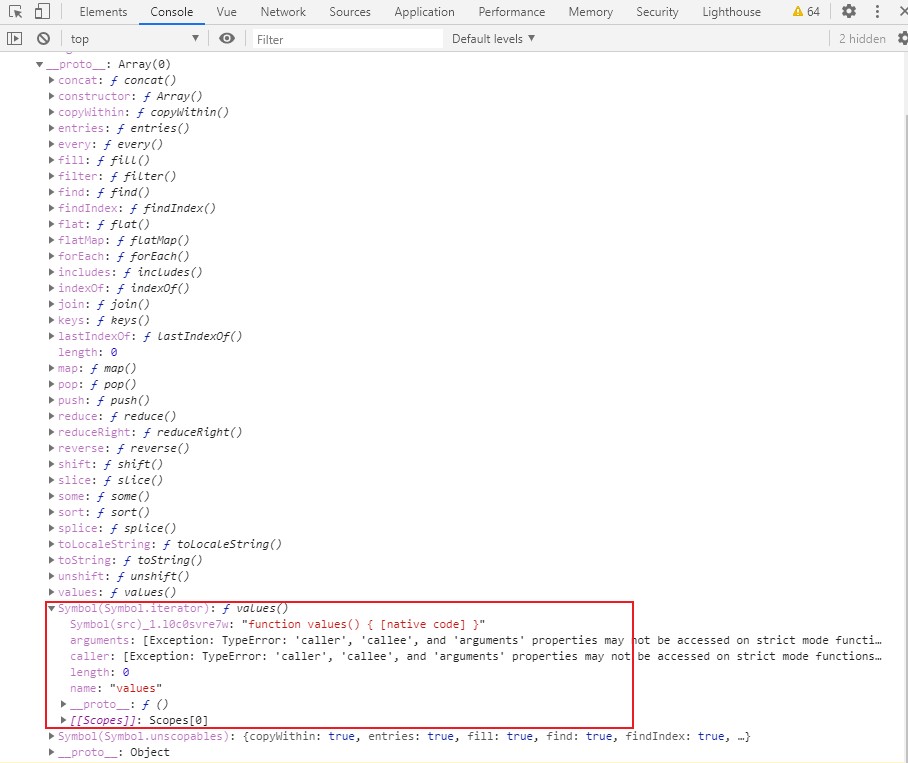 Elements Console Vue Network Sources Application Performance Memory Security Lighthouse 64
top Filter Default levels 2 hidden
__proto__: Array(0)
concat: ƒ concat()
constructor: ƒ Array()
copyWithin: ƒ copyWithin()
entries: ƒ entries()
every: ƒ every()
fill: ƒ fill()
filter: ƒ filter()
find: ƒ find()
findIndex: ƒ findIndex()
flat: ƒ flat()
flatMap: ƒ flatMap()
forEach: ƒ forEach()
includes: ƒ includes()
indexOf: ƒ indexOf()
join: ƒ join()
keys: ƒ keys()
lastIndexOf: ƒ lastIndexOf()
length: 0
map: ƒ map()
pop: ƒ pop()
push: ƒ push()
reduce: ƒ reduce()
reduceRight: ƒ reduceRight()
reverse: ƒ reverse()
shift: ƒ shift()
slice: ƒ slice()
some: ƒ some()
sort: ƒ sort()
splice: ƒ splice()
toLocaleString: ƒ toLocaleString()
toString: ƒ toString()
unshift: ƒ unshift()
values: ƒ values()
Symbol(Symbol.iterator): ƒ values()
Symbol(src)_1.l0c0svre7w: "function values() { [native code] }"
arguments: [Exception: TypeError: 'caller', 'callee', and 'arguments' properties may not be accessed on strict mode functi…
caller: [Exception: TypeError: 'caller', 'callee', and 'arguments' properties may not be accessed on strict mode functions…
length: 0
name: "values"
__proto__: ƒ ()
[[Scopes]]: Scopes[0]
Symbol(Symbol.unscopables): {copyWithin: true, entries: true, fill: true, find: true, findIndex: true, …}
__proto__: Object